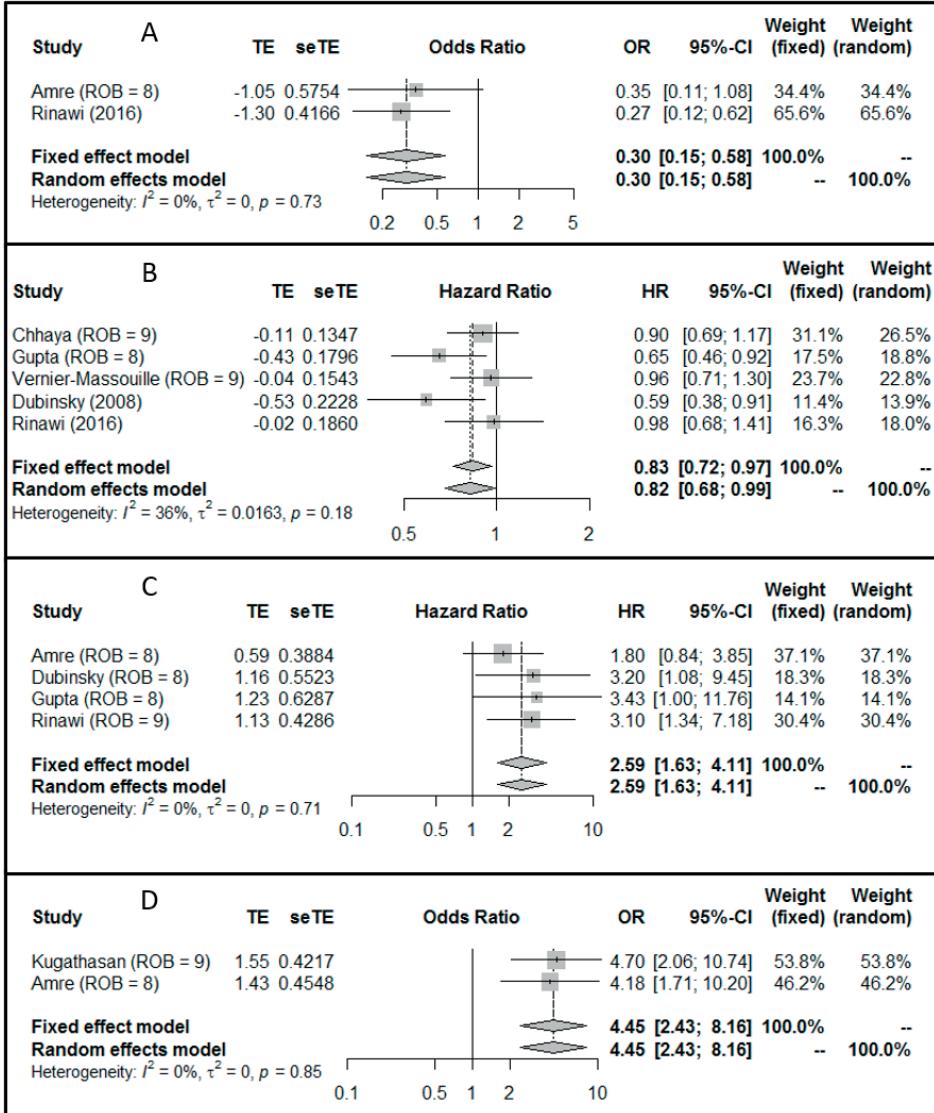 A
Study TE seTE Odds Ratio OR 95%-CI Weight (fixed) Weight (random)
Amre (ROB = 8) -1.05 0.5754 0.35 [0.11; 1.08] 34.4% 34.4%
Rinawi (2016) -1.30 0.4166 0.27 [0.12; 0.62] 65.6% 65.6%
Fixed effect model 0.30 [0.15; 0.58] 100.0% --
Random effects model 0.30 [0.15; 0.58] -- 100.0%
Heterogeneity: I² = 0%, τ² = 0, p = 0.73
0.2 0.5 1 2 5
B
Study TE seTE Hazard Ratio HR 95%-CI Weight (fixed) Weight (random)
Chhaya (ROB = 9) -0.11 0.1347 0.90 [0.69; 1.17] 31.1% 26.5%
Gupta (ROB = 8) -0.43 0.1796 0.65 [0.46; 0.92] 17.5% 18.8%
Vernier-Massouille (ROB = 9) -0.04 0.1543 0.96 [0.71; 1.30] 23.7% 22.8%
Dubinsky (2008) -0.53 0.2228 0.59 [0.38; 0.91] 11.4% 13.9%
Rinawi (2016) -0.02 0.1860 0.98 [0.68; 1.41] 16.3% 18.0%
Fixed effect model 0.83 [0.72; 0.97] 100.0% --
Random effects model 0.82 [0.68; 0.99] -- 100.0%
Heterogeneity: I² = 36%, τ² = 0.0163, p = 0.18
0.5 1 2
C
Study TE seTE Hazard Ratio HR 95%-CI Weight (fixed) Weight (random)
Amre (ROB = 8) 0.59 0.3884 1.80 [0.84; 3.85] 37.1% 37.1%
Dubinsky (ROB = 8) 1.16 0.5523 3.20 [1.08; 9.45] 18.3% 18.3%
Gupta (ROB = 8) 1.23 0.6287 3.43 [1.00; 11.76] 14.1% 14.1%
Rinawi (ROB = 9) 1.13 0.4286 3.10 [1.34; 7.18] 30.4% 30.4%
Fixed effect model 2.59 [1.63; 4.11] 100.0% --
Random effects model 2.59 [1.63; 4.11] -- 100.0%
Heterogeneity: I² = 0%, τ² = 0, p = 0.71
0.1 0.5 1 2 10
D
Study TE seTE Odds Ratio OR 95%-CI Weight (fixed) Weight (random)
Kugathasan (ROB = 9) 1.55 0.4217 4.70 [2.06; 10.74] 53.8% 53.8%
Amre (ROB = 8) 1.43 0.4548 4.18 [1.71; 10.20] 46.2% 46.2%
Fixed effect model 4.45 [2.43; 8.16] 100.0% --
Random effects model 4.45 [2.43; 8.16] -- 100.0%
Heterogeneity: I² = 0%, τ² = 0, p = 0.85
0.1 0.5 1 2 10